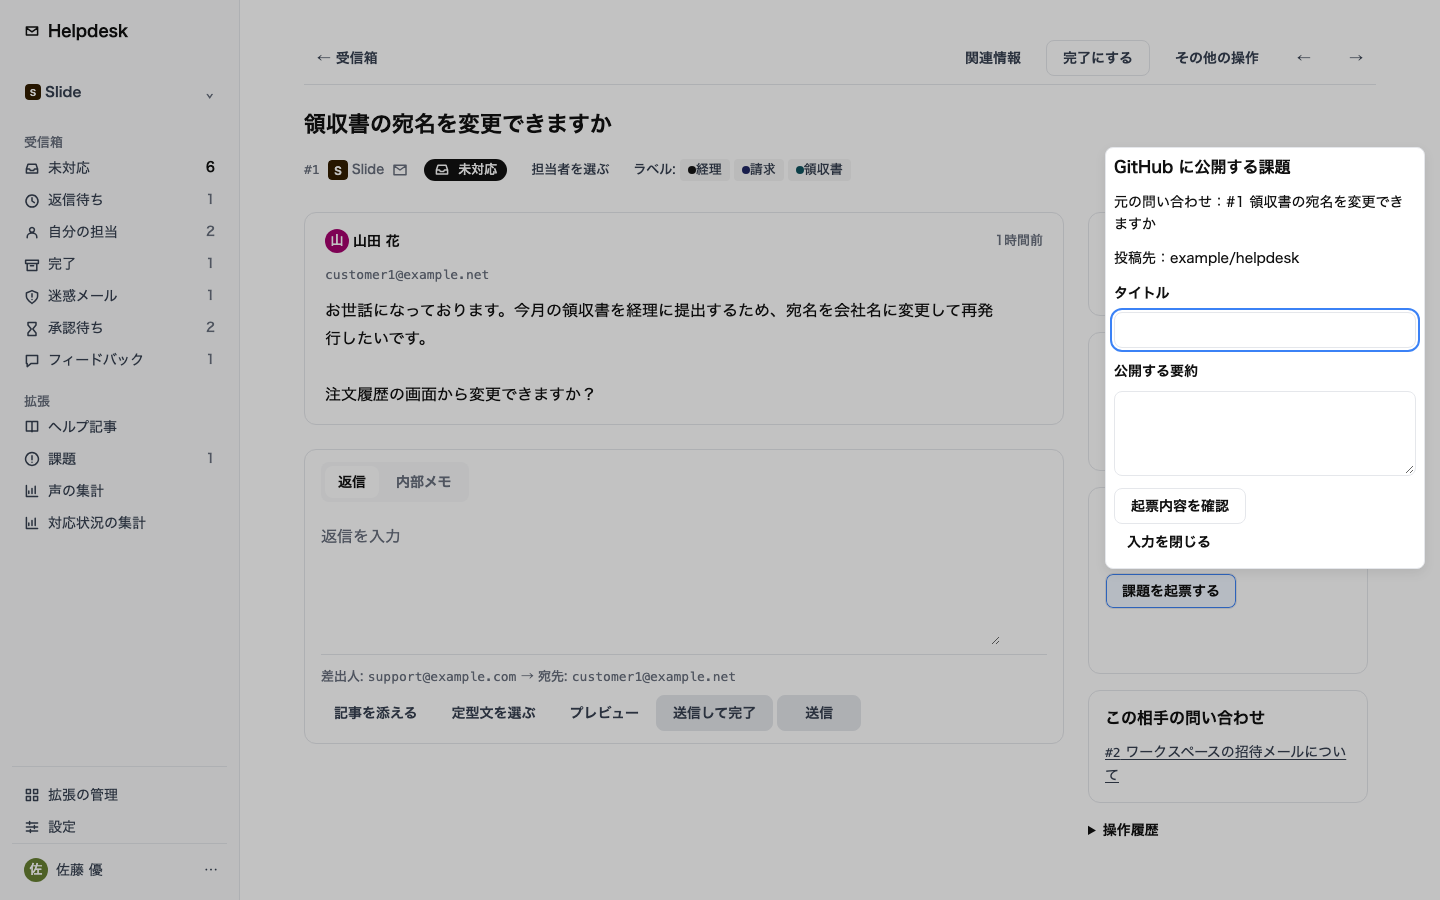 Helpdesk
S Slide
受信箱
未対応 6
返信待ち 1
自分の担当 2
完了 1
迷惑メール 1
承認待ち 2
フィードバック 1
拡張
ヘルプ記事
課題 1
声の集計
対応状況の集計
拡張の管理
設定
佐 佐藤 優 …
← 受信箱
関連情報 完了にする その他の操作 ← →
領収書の宛名を変更できますか
#1 S Slide 未対応 担当者を選ぶ ラベル: 経理 請求 領収書
山 山田 花 1時間前
customer1@example.net
お世話になっております。今月の領収書を経理に提出するため、宛名を会社名に変更して再発
行したいです。
注文履歴の画面から変更できますか？
返信 内部メモ
返信を入力
差出人: support@example.com → 宛先: customer1@example.net
記事を添える 定型文を選ぶ プレビュー 送信して完了 送信
GitHub に公開する課題
元の問い合わせ：#1 領収書の宛名を変更でき
ますか
投稿先：example/helpdesk
タイトル
公開する要約
起票内容を確認
入力を閉じる
課題を起票する
この相手の問い合わせ
#2 ワークスペースの招待メールについ
て
▶ 操作履歴